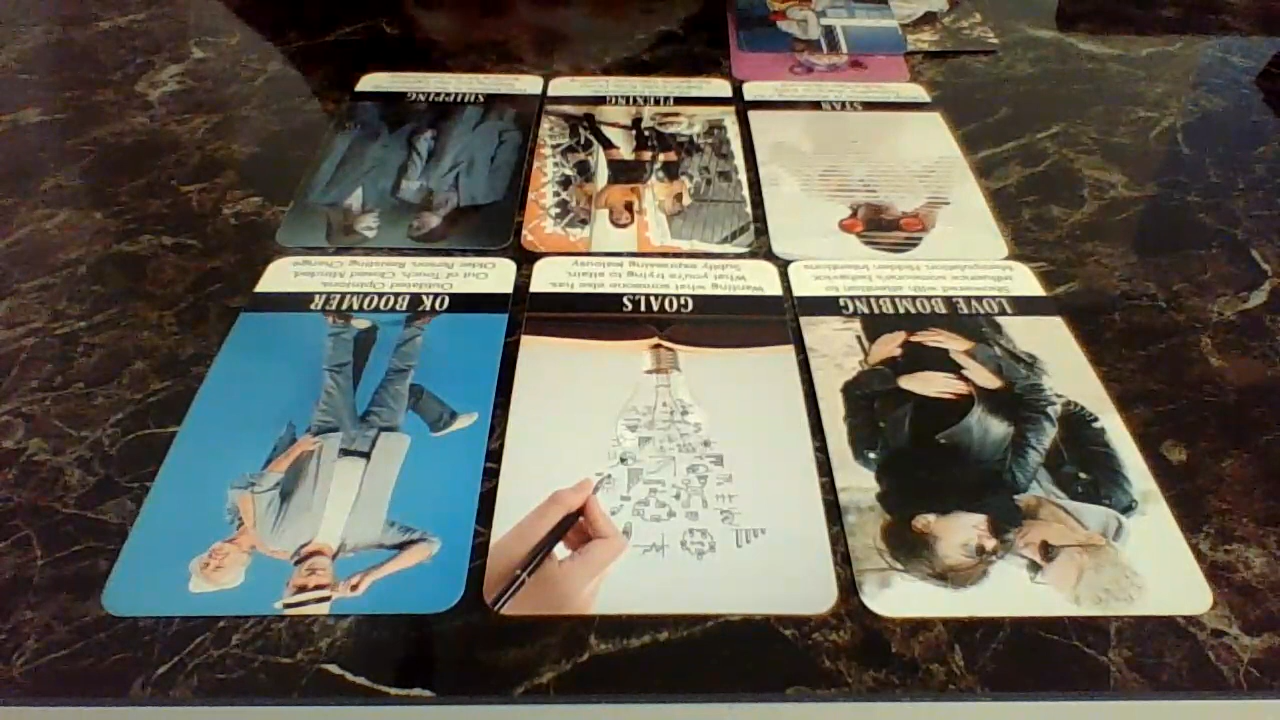 SHIPPING
FLEXING
STAN
OK BOOMER
Outdated Opinions.
Out of Touch. Closed Minded.
Older Person. Resisting Change
GOALS
Wanting what someone else has.
What you're trying to attain.
Subtly expressing jealousy
LOVE BOMBING
Showered with attention to
influence someone's behavior.
Manipulation. Hidden Intentions